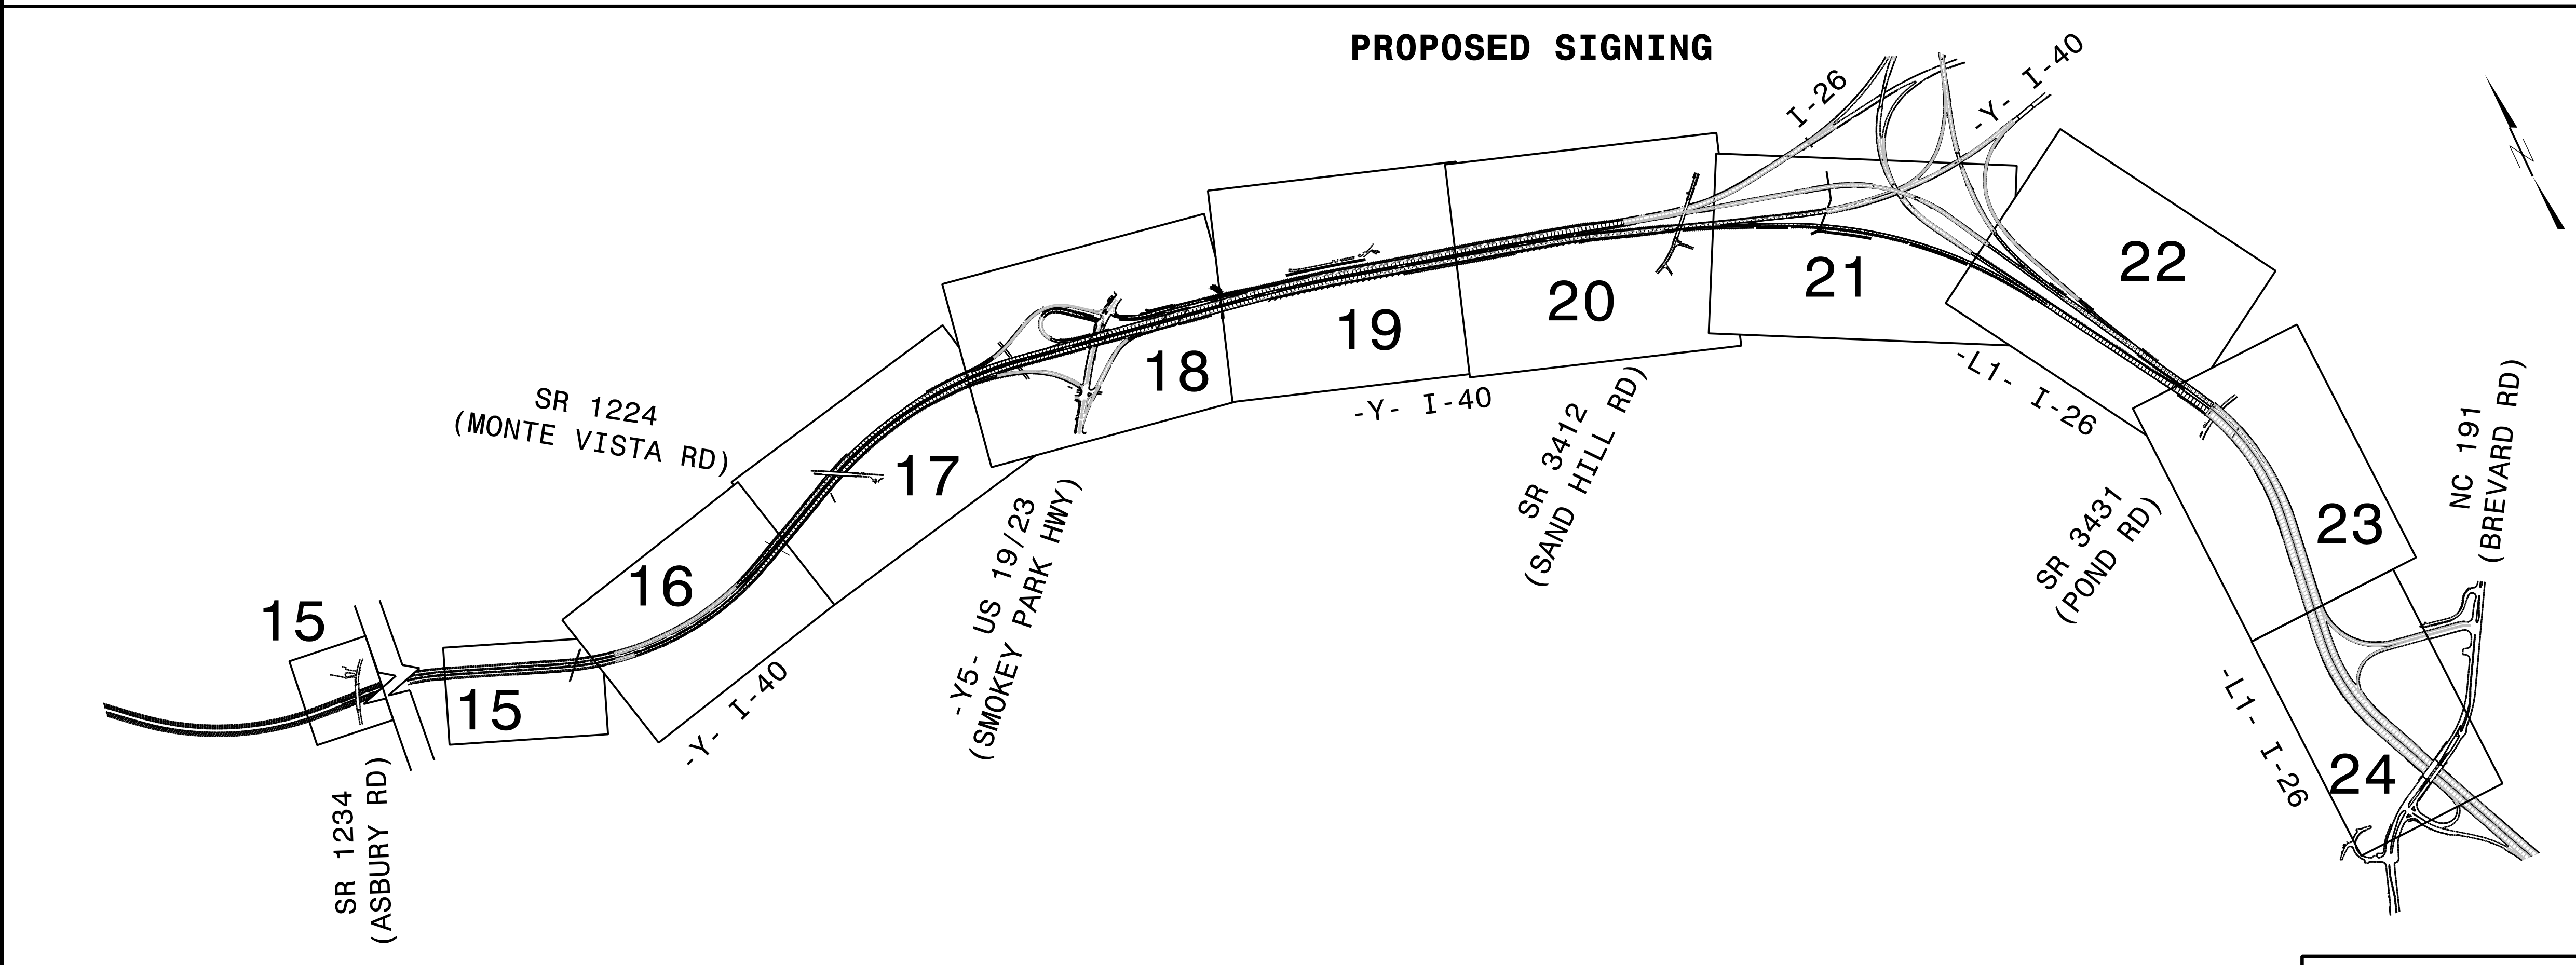 PROPOSED SIGNING
I-26
-Y- I-40
N
22
21
20
19
18
-Y- I-40
-L1- I-26
SR 1224
(MONTE VISTA RD)
17
SR 3412
(SAND HILL RD)
NC 191
(BREVARD RD)
-Y5- US 19/23
(SMOKEY PARK HWY)
SR 3431
(POND RD)
23
16
15
15
-Y- I-40
-L1- I-26
24
SR 1234
(ASBURY RD)